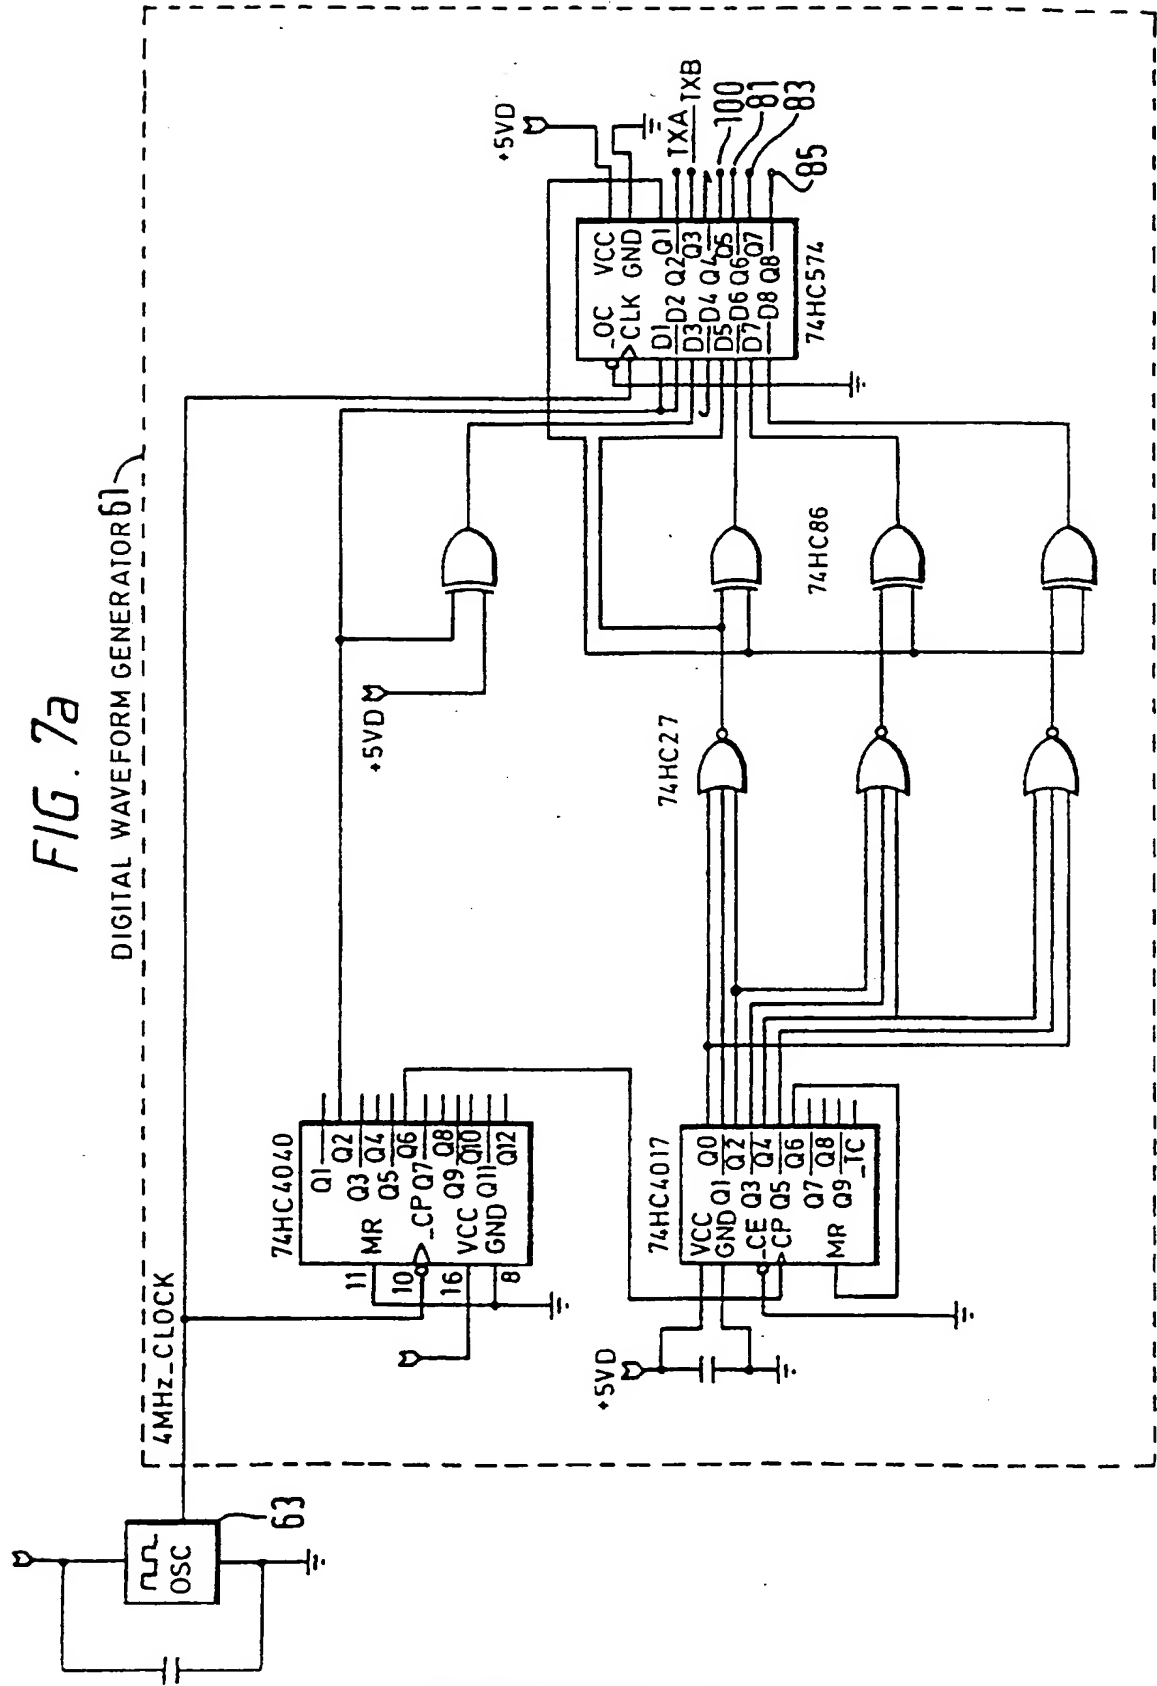 FIG. 7a
DIGITAL WAVEFORM GENERATOR 61
4MHz_CLOCK
OSC
63
74HC4040
Q1
Q2
Q3
Q4
Q5
Q6
Q7
Q8
Q9
Q10
Q11
Q12
MR
_CP
VCC
GND
11
10
16
8
+5VD
74HC4017
VCC
GND
_CE
CP
MR
Q0
Q1
Q2
Q3
Q4
Q5
Q6
Q7
Q8
Q9
_TC
+5VD
74HC27
74HC86
+5VD
_OC VCC
CLK GND
D1 Q1
D2 Q2
D3 Q3
D4 Q4
D5 Q5
D6 Q6
D7 Q7
D8 Q8
74HC574
TXA
TXB
100
81
83
85